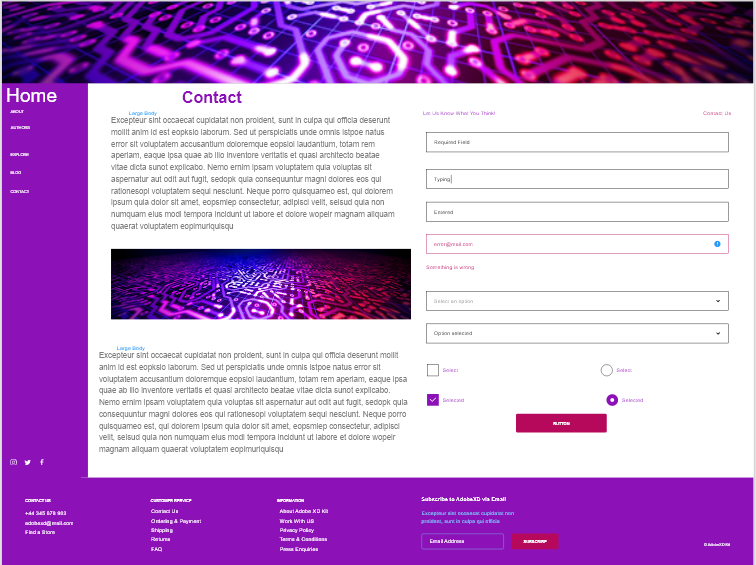 Home
ABOUT
AUTHORS
EXPLORE
BLOG
CONTACT
Contact
Large Body
Excepteur sint occaecat cupidatat non proident, sunt in culpa qui officia deserunt
mollit anim id est eopksio laborum. Sed ut perspiciatis unde omnis istpoe natus
error sit voluptatem accusantium doloremque eopsloi laudantium, totam rem
aperiam, eaque ipsa quae ab illo inventore veritatis et quasi architecto beatae
vitae dicta sunot explicabo. Nemo ernim ipsam voluptatem quia voluptas sit
aspernatur aut odit aut fugit, sedopk quia consequuntur magni dolores eos qui
rationesopi voluptatem sequi nesciunt. Neque porro quisquameo est, qui dolorem
ipsum quia dolor sit amet, eopsmiep consectetur, adipisci velit, seisud quia non
numquam eius modi tempora incidunt ut labore et dolore wopeir magnam aliquam
quaerat voluptatem eopimuriquisqu
Large Body
Excepteur sint occaecat cupidatat non proident, sunt in culpa qui officia deserunt mollit
anim id est eopksio laborum. Sed ut perspiciatis unde omnis istpoe natus error sit
voluptatem accusantium doloremque eopsloi laudantium, totam rem aperiam, eaque ipsa
quae ab illo inventore veritatis et quasi architecto beatae vitae dicta sunot explicabo.
Nemo ernim ipsam voluptatem quia voluptas sit aspernatur aut odit aut fugit, sedopk quia
consequuntur magni dolores eos qui rationesopi voluptatem sequi nesciunt. Neque porro
quisquameo est, qui dolorem ipsum quia dolor sit amet, eopsmiep consectetur, adipisci
velit, seisud quia non numquam eius modi tempora incidunt ut labore et dolore wopeir
magnam aliquam quaerat voluptatem eopimuriquisqu
Let Us Know What You Think!
Contact Us
Required Field
Typing
Entered
error@mail.com
Something is wrong
Select an option
Option selected
Select
Select
Selected
Selected
BUTTON
CONTACT US
+44 345 678 903
adobexd@mail.com
Find a Store
CUSTOMER SERVICE
Contact Us
Ordering & Payment
Shipping
Returns
FAQ
INFORMATION
About Adobe XD Kit
Work With US
Privacy Policy
Terms & Conditions
Press Enquiries
Subscribe to AdobeXD via Email
Excepteur sint occaecat cupidatat non
proident, sunt in culpa qui officia
Email Address
SUBSCRIBE
© AdobeXD Kit